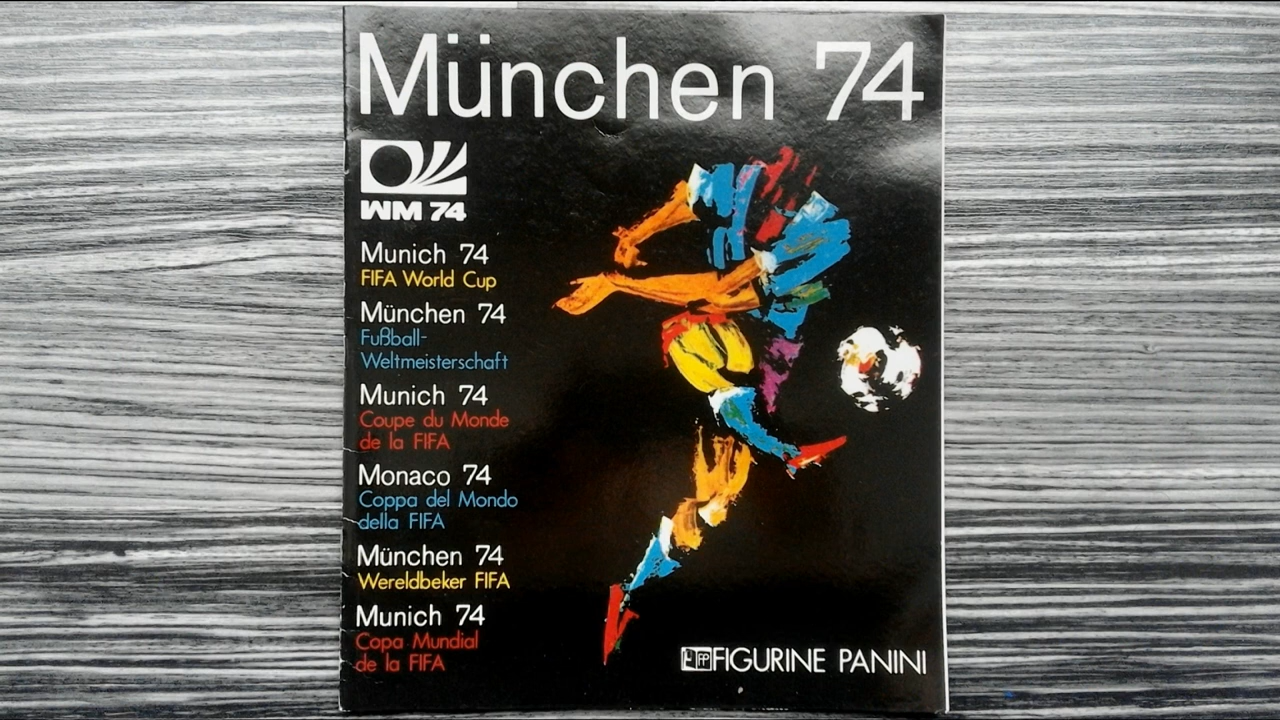 München 74
WM 74
Munich 74
FIFA World Cup
München 74
Fußball-
Weltmeisterschaft
Munich 74
Coupe du Monde
de la FIFA
Monaco 74
Coppa del Mondo
della FIFA
München 74
Wereldbeker FIFA
Munich 74
Copa Mundial
de la FIFA
FIGURINE PANINI